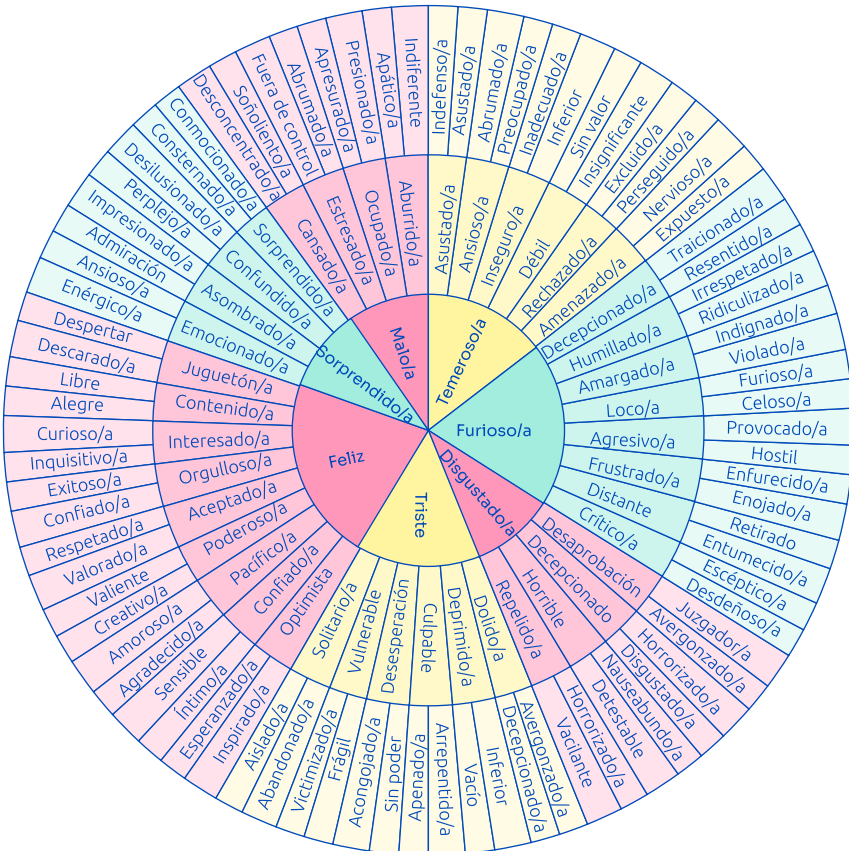 Temeroso/a
Furioso/a
Disgustado/a
Triste
Feliz
Sorprendido/a
Malo/a
Asustado/a
Ansioso/a
Inseguro/a
Débil
Rechazado/a
Amenazado/a
Decepcionado/a
Humillado/a
Amargado/a
Loco/a
Agresivo/a
Frustrado/a
Distante
Crítico/a
Desaprobación
Decepcionado
Horrible
Repelido/a
Dolido/a
Deprimido/a
Culpable
Desesperación
Vulnerable
Solitario/a
Optimista
Confiado/a
Pacífico/a
Poderoso/a
Aceptado/a
Orgulloso/a
Interesado/a
Contenido/a
Juguetón/a
Emocionado/a
Asombrado/a
Confundido/a
Sorprendido/a
Cansado/a
Estresado/a
Ocupado/a
Aburrido/a
Indefenso/a
Asustado/a
Abrumado/a
Preocupado/a
Inadecuado/a
Inferior
Sin valor
Insignificante
Excluido/a
Perseguido/a
Nervioso/a
Expuesto/a
Traicionado/a
Resentido/a
Irrespetado/a
Ridiculizado/a
Indignado/a
Violado/a
Furioso/a
Celoso/a
Provocado/a
Hostil
Enfurecido/a
Enojado/a
Retirado
Entumecido/a
Escéptico/a
Desdeñoso/a
Juzgador/a
Avergonzado/a
Horrorizado/a
Disgustado/a
Nauseabundo/a
Detestable
Horrorizado/a
Vacilante
Avergonzado/a
Decepcionado/a
Inferior
Vacío
Arrepentido/a
Apenado/a
Sin poder
Acongojado/a
Frágil
Victimizado/a
Abandonado/a
Aislado/a
Inspirado/a
Esperanzado/a
Íntimo/a
Sensible
Agradecido/a
Amoroso/a
Creativo/a
Valiente
Valorado/a
Respetado/a
Confiado/a
Exitoso/a
Inquisitivo/a
Curioso/a
Alegre
Libre
Descarado/a
Despertar
Enérgico/a
Ansioso/a
Admiración
Impresionado/a
Perplejo/a
Desilusionado/a
Consternado/a
Conmocionado/a
Desconcentrado/a
Soñoliento/a
Fuera de control
Abrumado/a
Apresurado/a
Presionado/a
Apático/a
Indiferente